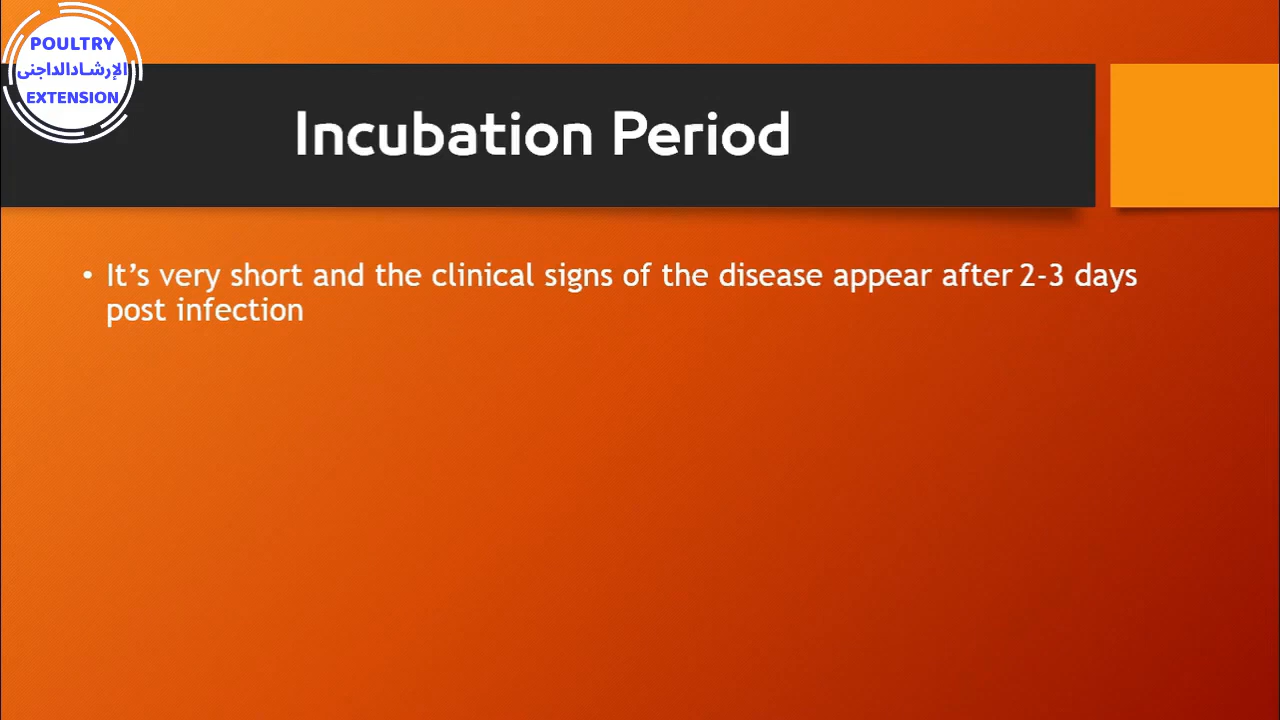 POULTRY
الإرشادالداجنى
EXTENSION
Incubation Period
• It’s very short and the clinical signs of the disease appear after 2-3 days
post infection